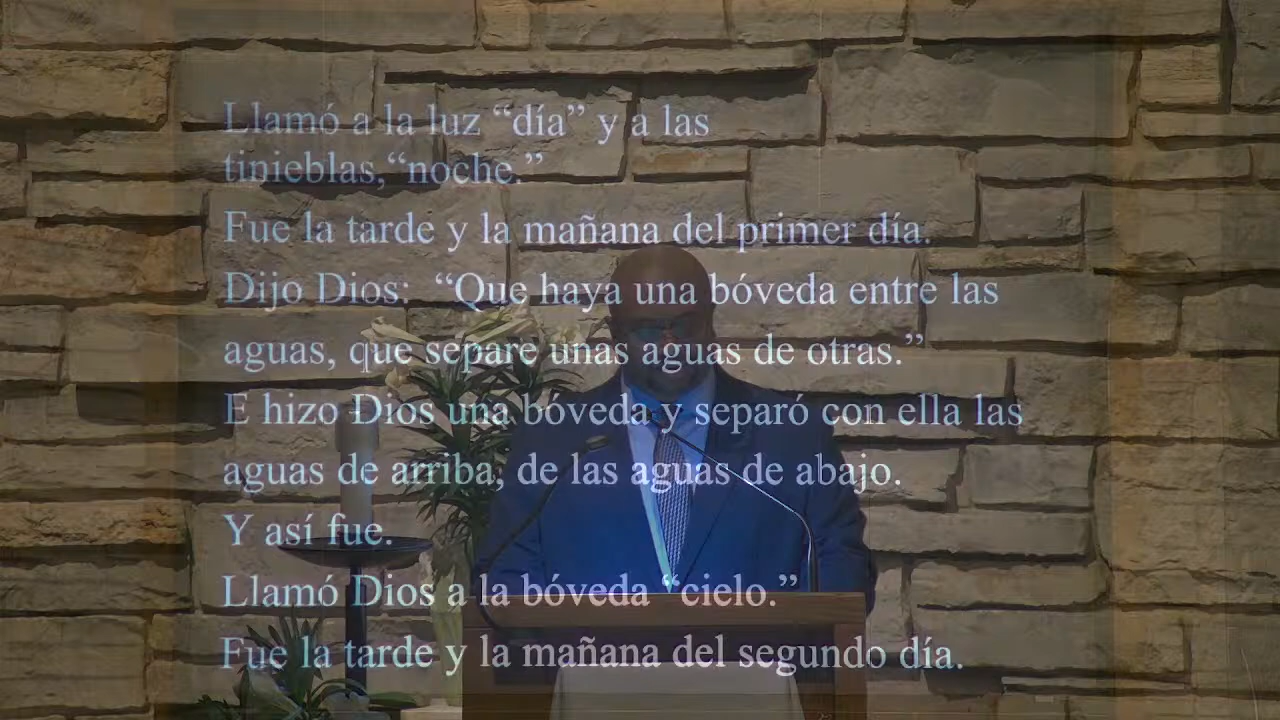 Llamó a la luz “día” y a las
tinieblas,“noche.”
Fue la tarde y la mañana del primer día.
Dijo Dios:  “Que haya una bóveda entre las
aguas, que separe unas aguas de otras.”
E hizo Dios una bóveda y separó con ella las
aguas de arriba, de las aguas de abajo.
Y así fue.
Llamó Dios a la bóveda “cielo.”
Fue la tarde y la mañana del segundo día.